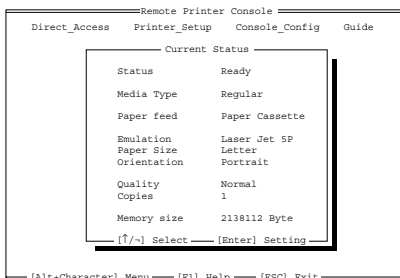 Remote Printer Console
Direct_Access Printer_Setup Console_Config Guide
Current Status
Status Ready
Media Type Regular
Paper feed Paper Cassette
Emulation Laser Jet 5P
Paper Size Letter
Orientation Portrait
Quality Normal
Copies 1
Memory size 2138112 Byte
[↑/¬] Select [Enter] Setting
[Alt+Character] Menu [F1] Help [ESC] Exit